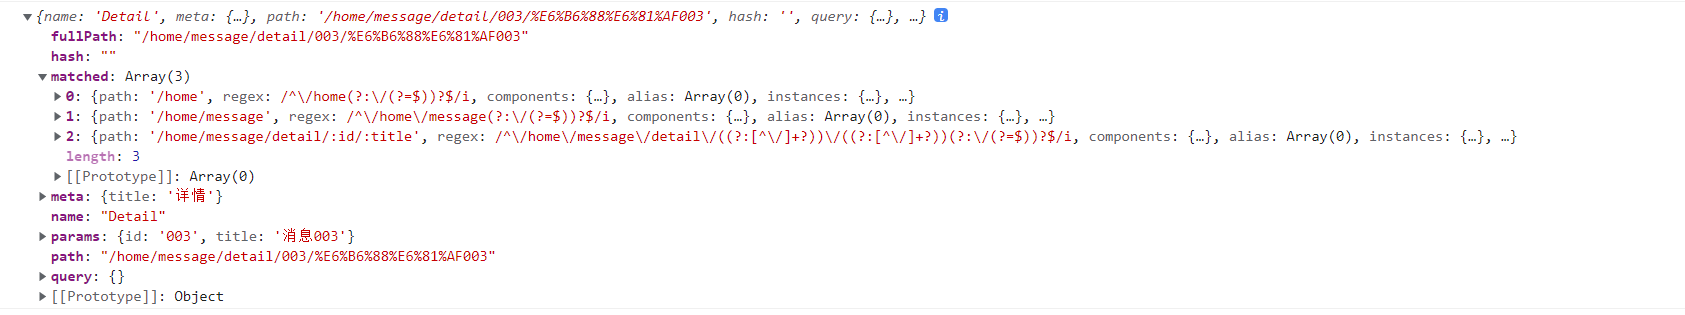 {name: 'Detail', meta: {…}, path: '/home/message/detail/003/%E6%B6%88%E6%81%AF003', hash: '', query: {…}, …} i
fullPath: "/home/message/detail/003/%E6%B6%88%E6%81%AF003"
hash: ""
matched: Array(3)
0: {path: '/home', regex: /^\/home(?:\/(?=$))?$/i, components: {…}, alias: Array(0), instances: {…}, …}
1: {path: '/home/message', regex: /^\/home\/message(?:\/(?=$))?$/i, components: {…}, alias: Array(0), instances: {…}, …}
2: {path: '/home/message/detail/:id/:title', regex: /^\/home\/message\/detail\/((?:[^\/]+?))\/((?:[^\/]+?))(?:\/(?=$))?$/i, components: {…}, alias: Array(0), instances: {…}, …}
length: 3
[[Prototype]]: Array(0)
meta: {title: '详情'}
name: "Detail"
params: {id: '003', title: '消息003'}
path: "/home/message/detail/003/%E6%B6%88%E6%81%AF003"
query: {}
[[Prototype]]: Object